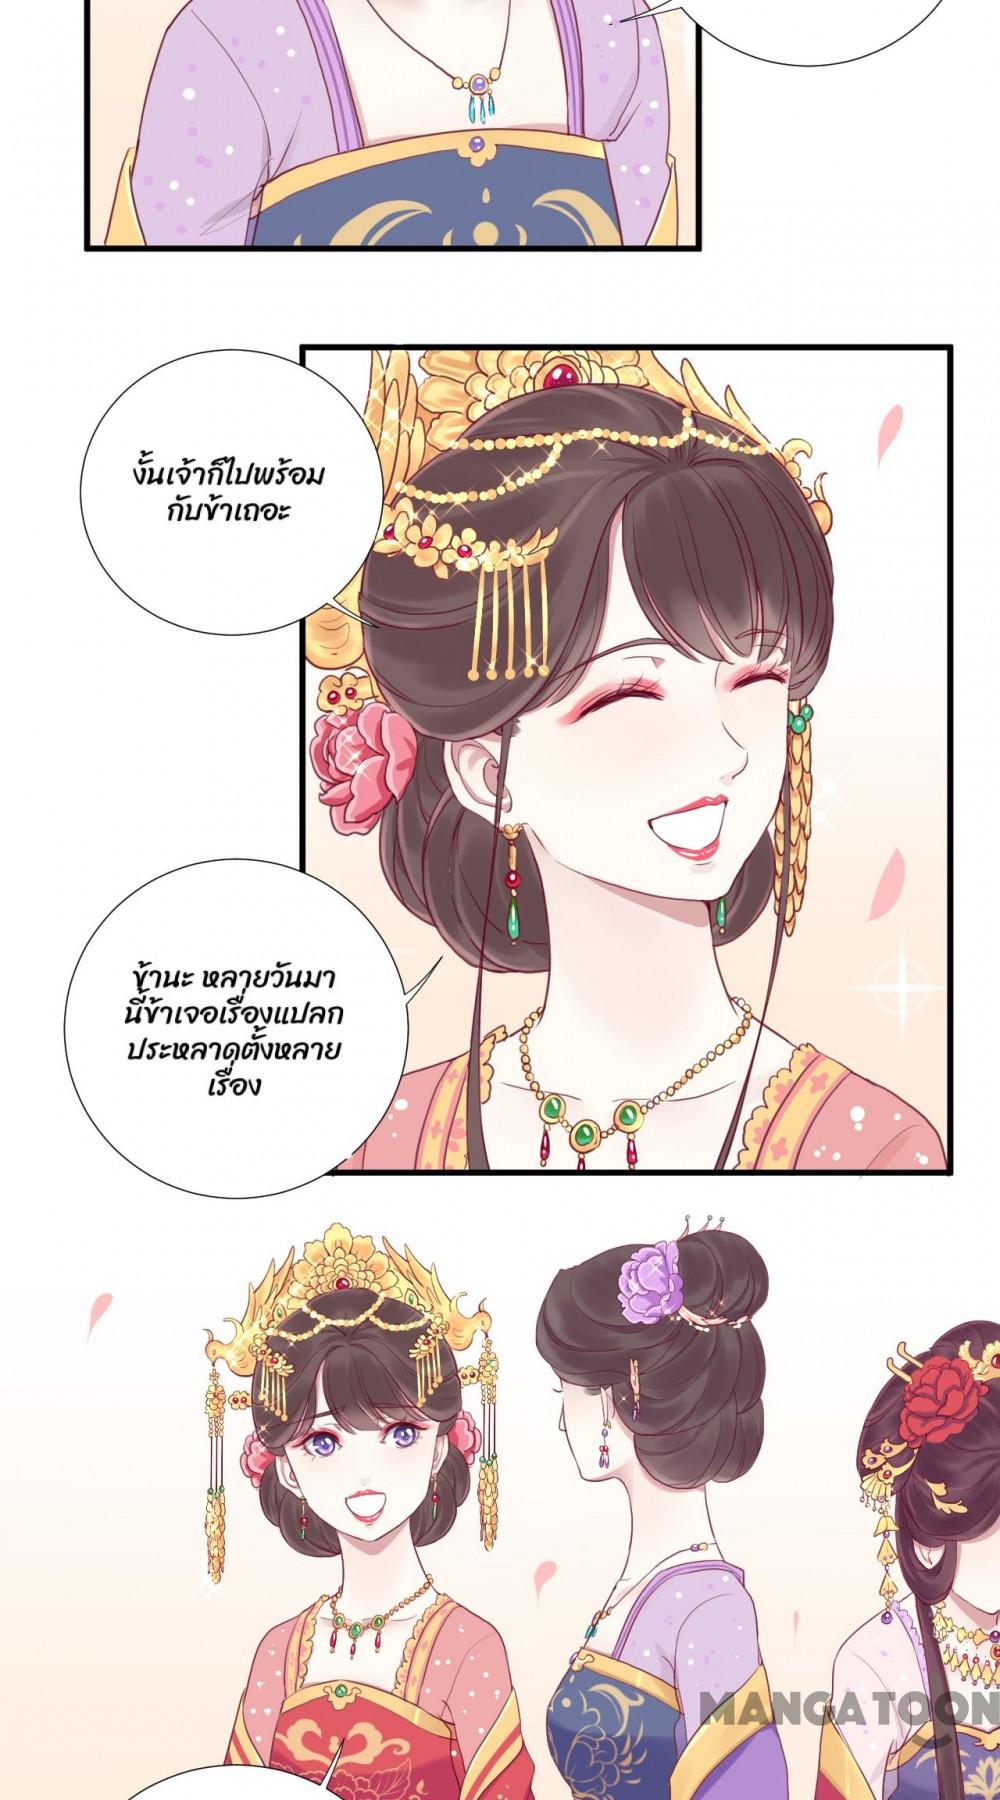 งั้นเจ้าก็ไปพร้อม
กับข้าเถอะ
ข้านะ หลายวันมา
นี้ข้าเจอเรื่องแปลก
ประหลาดตั้งหลาย
เรื่อง
MANGATOON